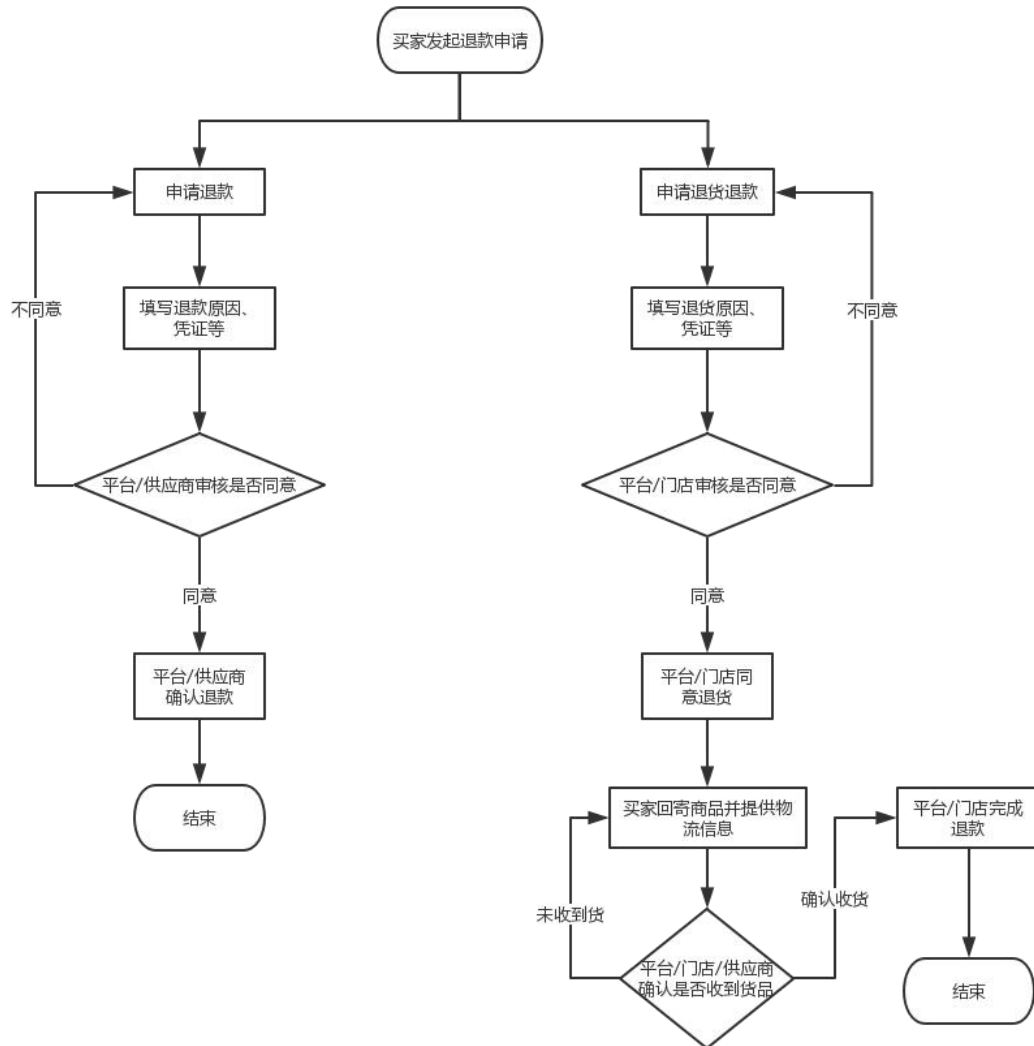 买家发起退款申请
申请退款
申请退货退款
不同意
填写退款原因、
凭证等
填写退货原因、
凭证等
不同意
平台/供应商审核是否同意
平台/门店审核是否同意
同意
同意
平台/供应商
确认退款
平台/门店同
意退货
结束
买家回寄商品并提供物
流信息
平台/门店完成
退款
未收到货
确认收货
平台/门店/供应商
确认是否收到货品
结束